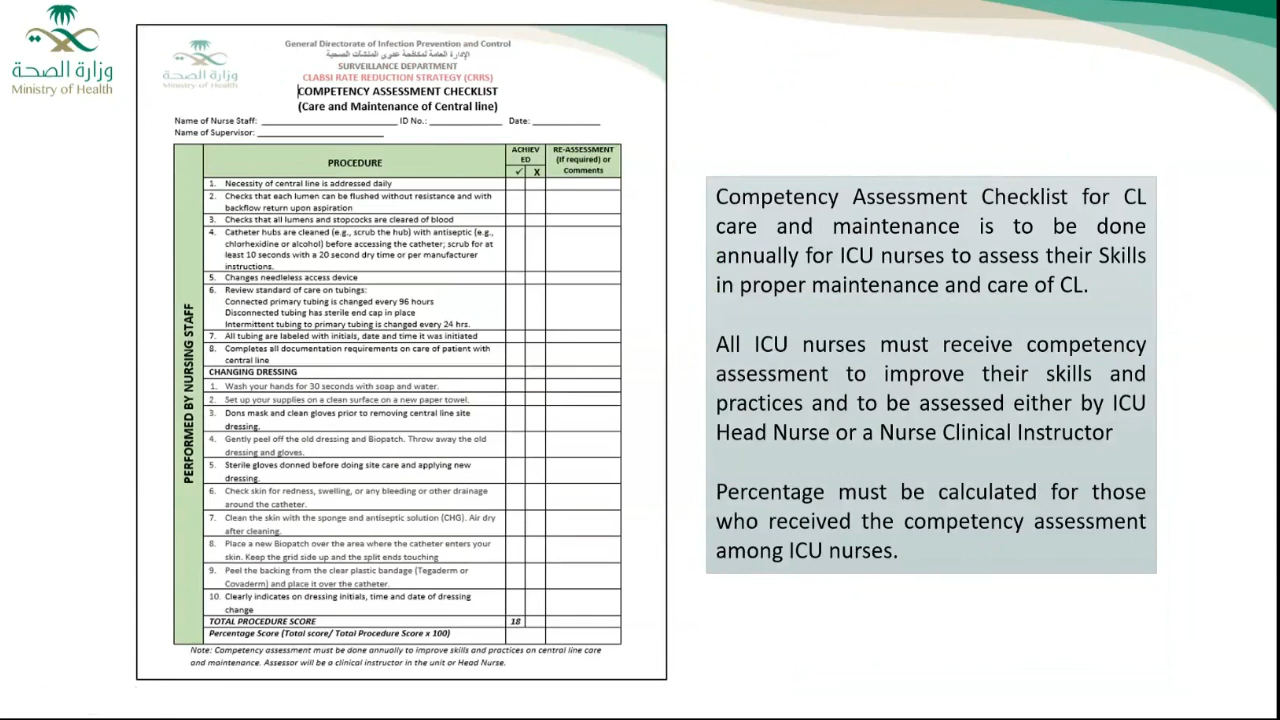 وزارة الصحة
Ministry of Health
وزارة الصحة
Ministry of Health
General Directorate of Infection Prevention and Control
الإدارة العامة لمكافحة عدوى المنشآت الصحية
SURVEILLANCE DEPARTMENT
CLABSI RATE REDUCTION STRATEGY (CRRS)
COMPETENCY ASSESSMENT CHECKLIST
(Care and Maintenance of Central line)
Name of Nurse Staff: ____ ID No.: ____ Date: ____
Name of Supervisor: ____
PERFORMED BY NURSING STAFF
PROCEDURE
ACHIEV
ED
✓ X
RE-ASSESSMENT
(If required) or
Comments
1. Necessity of central line is addressed daily
2. Checks that each lumen can be flushed without resistance and with
backflow return upon aspiration
3. Checks that all lumens and stopcocks are cleared of blood
4. Catheter hubs are cleaned (e.g., scrub the hub) with antiseptic (e.g.,
chlorhexidine or alcohol) before accessing the catheter; scrub for at
least 10 seconds with a 20 second dry time or per manufacturer
instructions.
5. Changes needleless access device
6. Review standard of care on tubings:
Connected primary tubing is changed every 96 hours
Disconnected tubing has sterile end cap in place
Intermittent tubing to primary tubing is changed every 24 hrs.
7. All tubing are labeled with initials, date and time it was initiated
8. Completes all documentation requirements on care of patient with
central line
CHANGING DRESSING
1. Wash your hands for 30 seconds with soap and water.
2. Set up your supplies on a clean surface on a new paper towel.
3. Dons mask and clean gloves prior to removing central line site
dressing.
4. Gently peel off the old dressing and Biopatch. Throw away the old
dressing and gloves.
5. Sterile gloves donned before doing site care and applying new
dressing.
6. Check skin for redness, swelling, or any bleeding or other drainage
around the catheter.
7. Clean the skin with the sponge and antiseptic solution (CHG). Air dry
after cleaning.
8. Place a new Biopatch over the area where the catheter enters your
skin. Keep the grid side up and the split ends touching
9. Peel the backing from the clear plastic bandage (Tegaderm or
Covaderm) and place it over the catheter.
10. Clearly indicates on dressing initials, time and date of dressing
change
TOTAL PROCEDURE SCORE 18
Percentage Score (Total score/ Total Procedure Score x 100)
Note: Competency assessment must be done annually to improve skills and practices on central line care
and maintenance. Assessor will be a clinical instructor in the unit or Head Nurse.
Competency Assessment Checklist for CL
care and maintenance is to be done
annually for ICU nurses to assess their Skills
in proper maintenance and care of CL.
All ICU nurses must receive competency
assessment to improve their skills and
practices and to be assessed either by ICU
Head Nurse or a Nurse Clinical Instructor
Percentage must be calculated for those
who received the competency assessment
among ICU nurses.